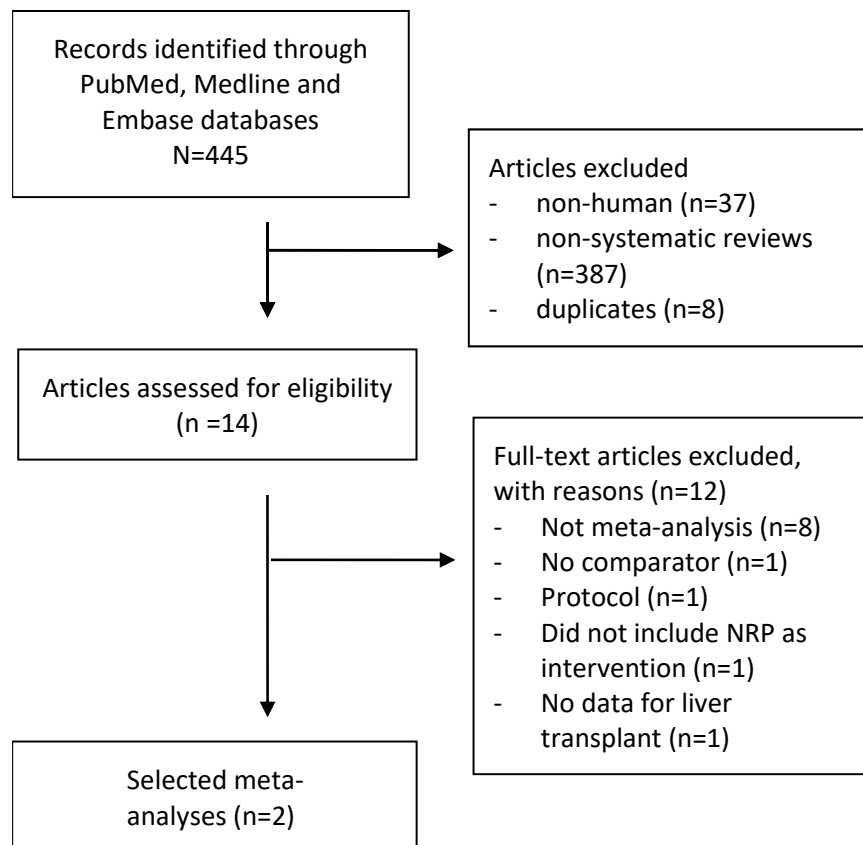 Records identified through
PubMed, Medline and
Embase databases
N=445
Articles excluded
- non-human (n=37)
- non-systematic reviews
(n=387)
- duplicates (n=8)
Articles assessed for eligibility
(n =14)
Full-text articles excluded,
with reasons (n=12)
- Not meta-analysis (n=8)
- No comparator (n=1)
- Protocol (n=1)
- Did not include NRP as
intervention (n=1)
- No data for liver
transplant (n=1)
Selected meta-
analyses (n=2)